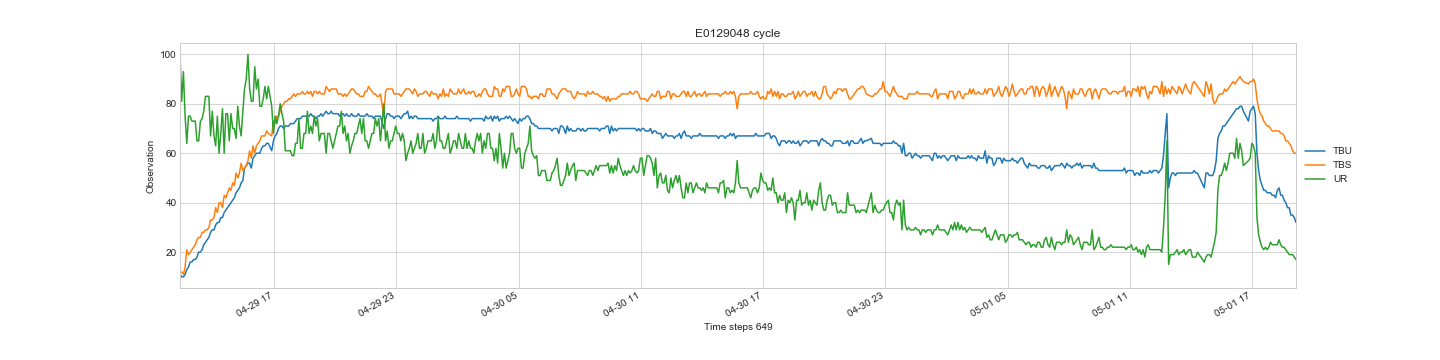 E0129048 cycle
Observation
100
80
60
40
20
04-29 17
04-29 23
04-30 05
04-30 11
04-30 17
04-30 23
05-01 05
05-01 11
05-01 17
Time steps 649
TBU
TBS
UR